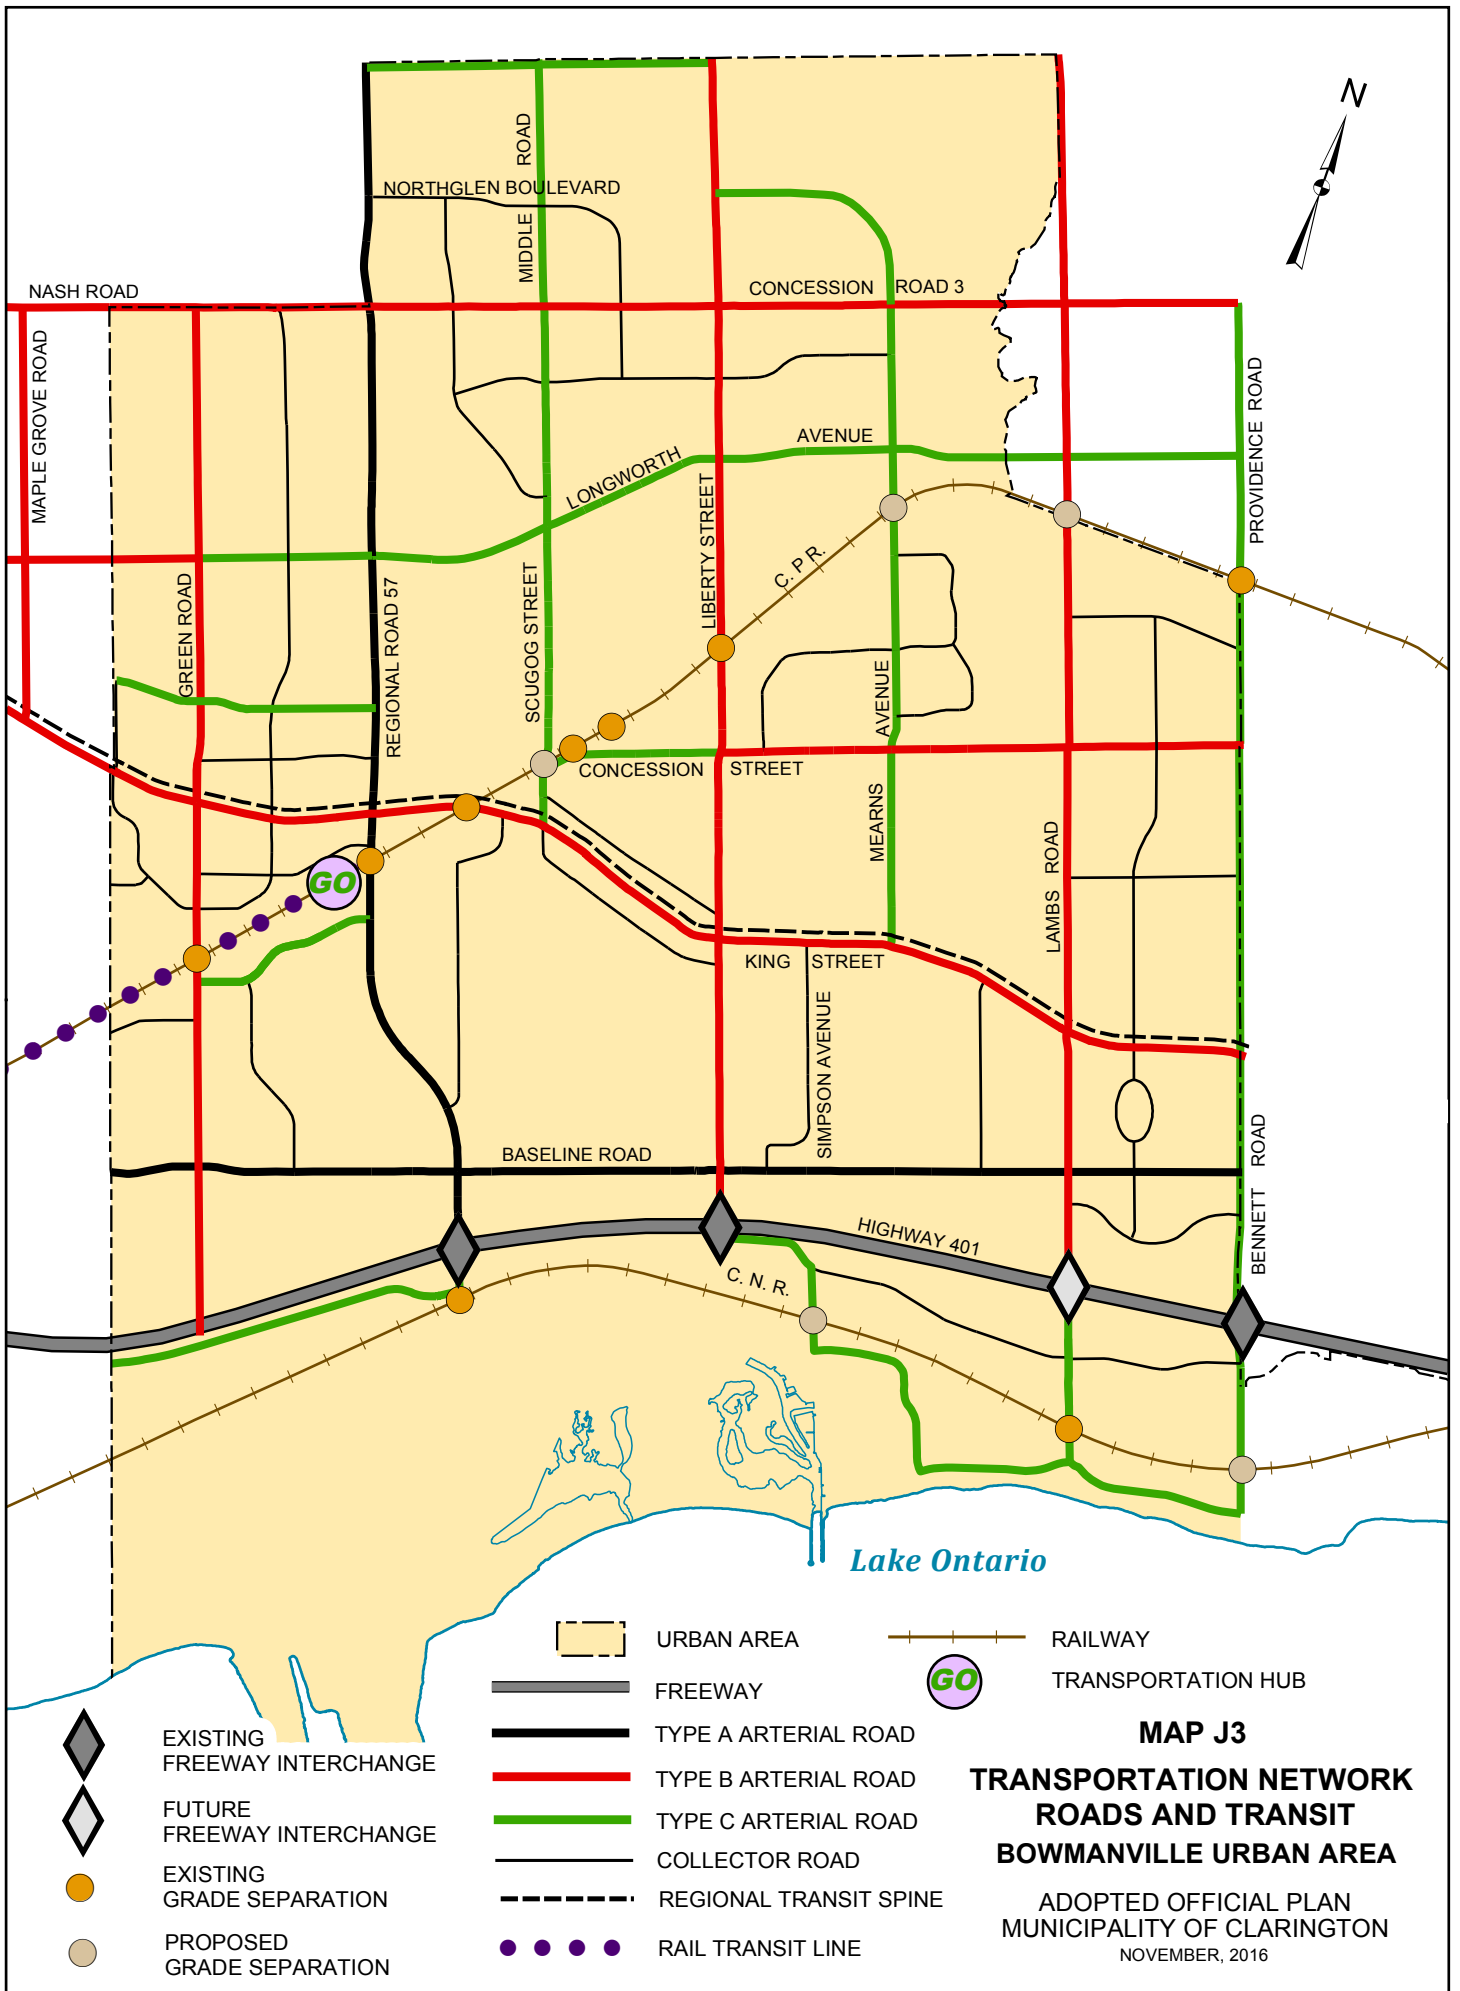 N
MIDDLE ROAD
NORTHGLEN BOULEVARD
NASH ROAD
CONCESSION ROAD 3
MAPLE GROVE ROAD
PROVIDENCE ROAD
LONGWORTH AVENUE
LIBERTY STREET
C. P. R.
GREEN ROAD
REGIONAL ROAD 57
SCUGOG STREET
CONCESSION STREET
MEARNS AVENUE
LAMBS ROAD
GO
KING STREET
SIMPSON AVENUE
BASELINE ROAD
BENNETT ROAD
HIGHWAY 401
C. N. R.
Lake Ontario
URBAN AREA
FREEWAY
TYPE A ARTERIAL ROAD
TYPE B ARTERIAL ROAD
TYPE C ARTERIAL ROAD
COLLECTOR ROAD
REGIONAL TRANSIT SPINE
RAIL TRANSIT LINE
RAILWAY
GO
TRANSPORTATION HUB
EXISTING
FREEWAY INTERCHANGE
FUTURE
FREEWAY INTERCHANGE
EXISTING
GRADE SEPARATION
PROPOSED
GRADE SEPARATION
MAP J3
TRANSPORTATION NETWORK
ROADS AND TRANSIT
BOWMANVILLE URBAN AREA
ADOPTED OFFICIAL PLAN
MUNICIPALITY OF CLARINGTON
NOVEMBER, 2016